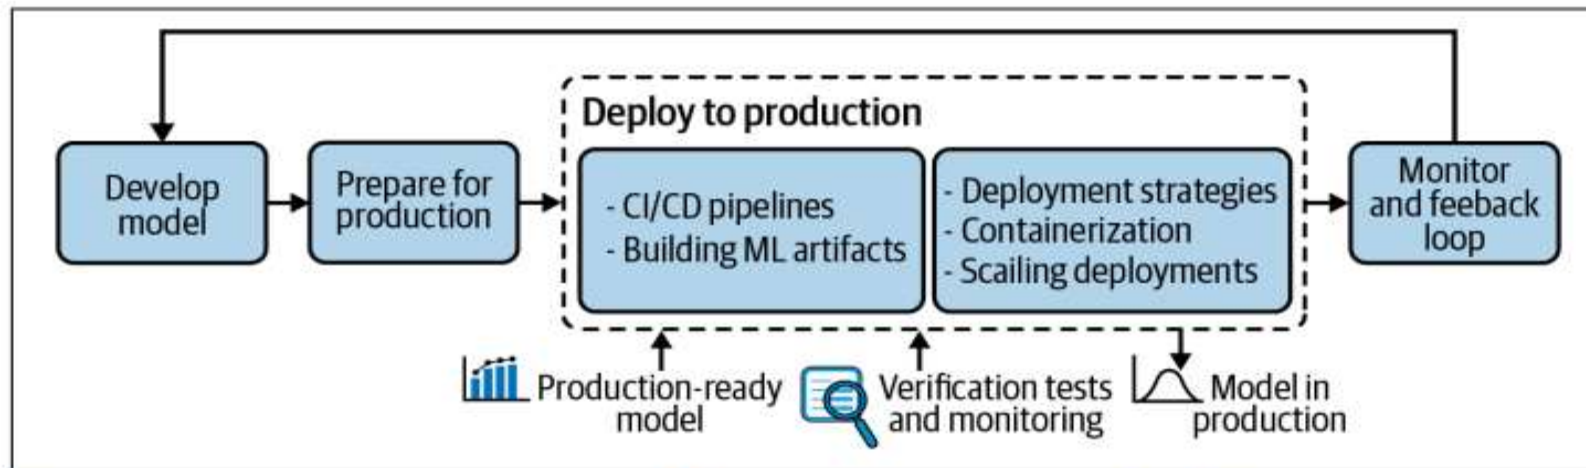 Deploy to production
Develop
model
Prepare for
production
- CI/CD pipelines
- Building ML artifacts
- Deployment strategies
- Containerization
- Scailing deployments
Monitor
and feeback
loop
Production-ready
model
Verification tests
and monitoring
Model in
production